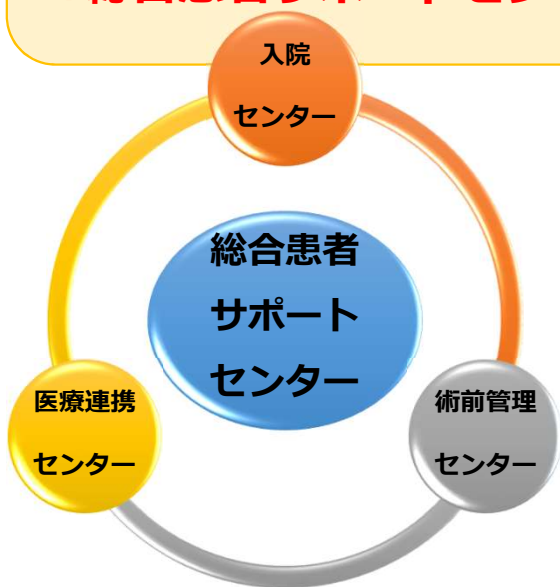 入院
センター
総合患者
サポート
センター
医療連携
センター
術前管理
センター